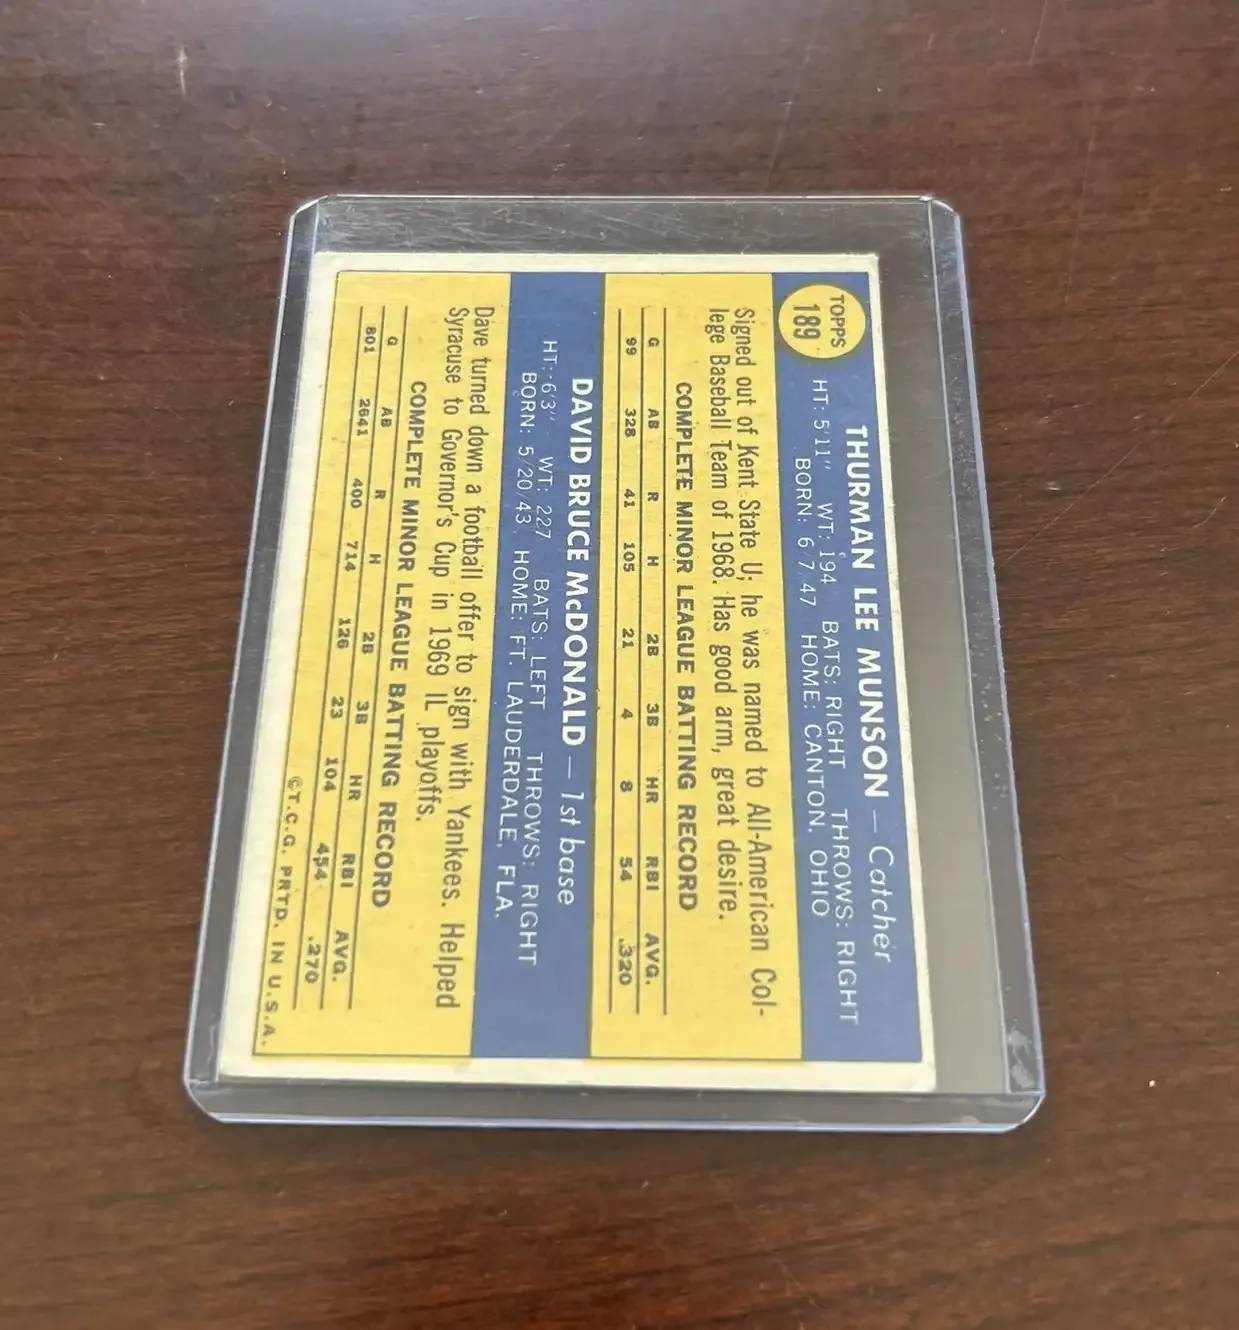 TOPPS
189
THURMAN LEE MUNSON — Catcher
HT: 5'11" WT: 194 BATS: RIGHT THROWS: RIGHT
BORN: 6 7 47 HOME: CANTON, OHIO
Signed out of Kent State U; he was named to All-American Col-
lege Baseball Team of 1968. Has good arm, great desire.
COMPLETE MINOR LEAGUE BATTING RECORD
G AB R H 2B 3B HR RBI AVG.
99 328 41 105 21 4 8 54 .320
DAVID BRUCE McDONALD — 1st base
HT: 6'3" WT: 227 BATS: LEFT THROWS: RIGHT
BORN: 5/20/43 HOME: FT. LAUDERDALE, FLA.
Dave turned down a football offer to sign with Yankees. Helped
Syracuse to Governor's Cup in 1969 IL playoffs.
COMPLETE MINOR LEAGUE BATTING RECORD
G AB R H 2B 3B HR RBI AVG.
801 2641 400 714 126 23 104 454 .270
©T.C.G. PRTD. IN U.S.A.